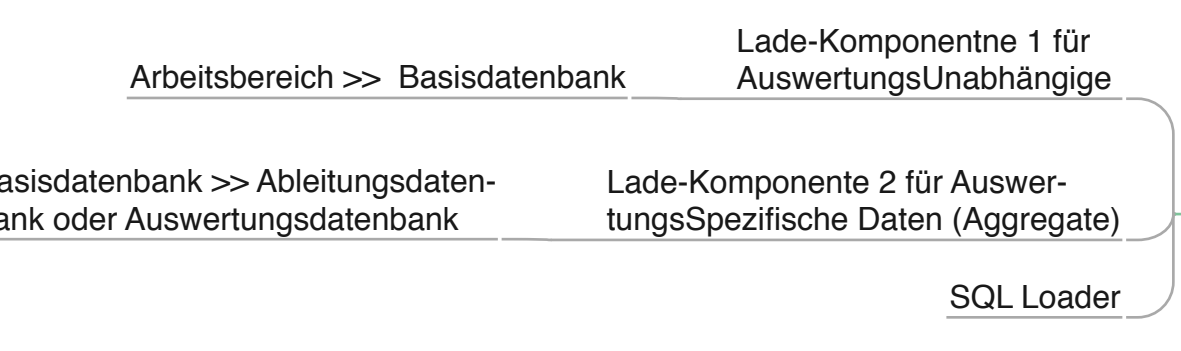 Lade-Komponentne 1 für
AuswertungsUnabhängige
Arbeitsbereich >> Basisdatenbank
asisdatenbank >> Ableitungsdaten-
ank oder Auswertungsdatenbank
Lade-Komponente 2 für Auswer-
tungsSpezifische Daten (Aggregate)
SQL Loader